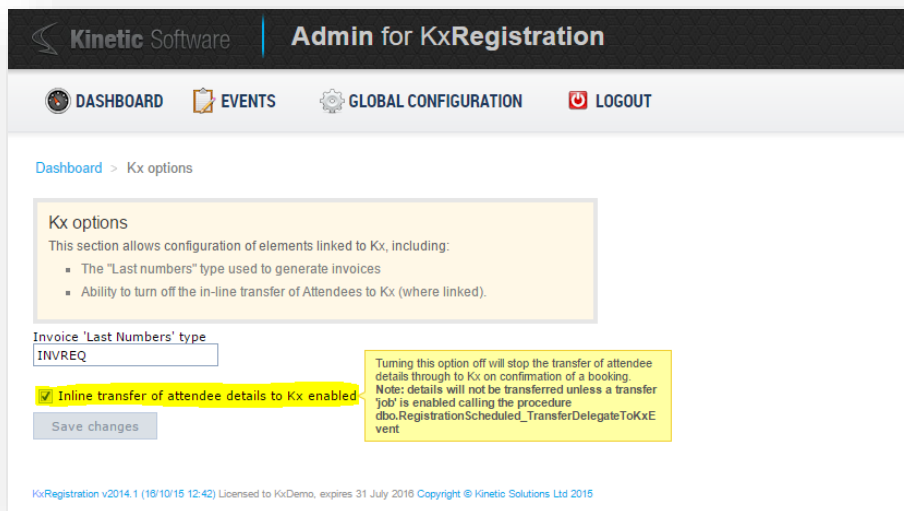 Kinetic Software Admin for KxRegistration
DASHBOARD EVENTS GLOBAL CONFIGURATION LOGOUT
Dashboard > Kx options
Kx options
This section allows configuration of elements linked to Kx, including:
The "Last numbers" type used to generate invoices
Ability to turn off the in-line transfer of Attendees to Kx (where linked).
Invoice 'Last Numbers' type
INVREQ
Inline transfer of attendee details to Kx enabled
Turning this option off will stop the transfer of attendee
details through to Kx on confirmation of a booking.
Note: details will not be transferred unless a transfer
'job' is enabled calling the procedure
dbo.RegistrationScheduled_TransferDelegateToKxE
vent
Save changes
KxRegistration v2014.1 (16/10/15 12:42) Licensed to KxDemo, expires 31 July 2016 Copyright © Kinetic Solutions Ltd 2015